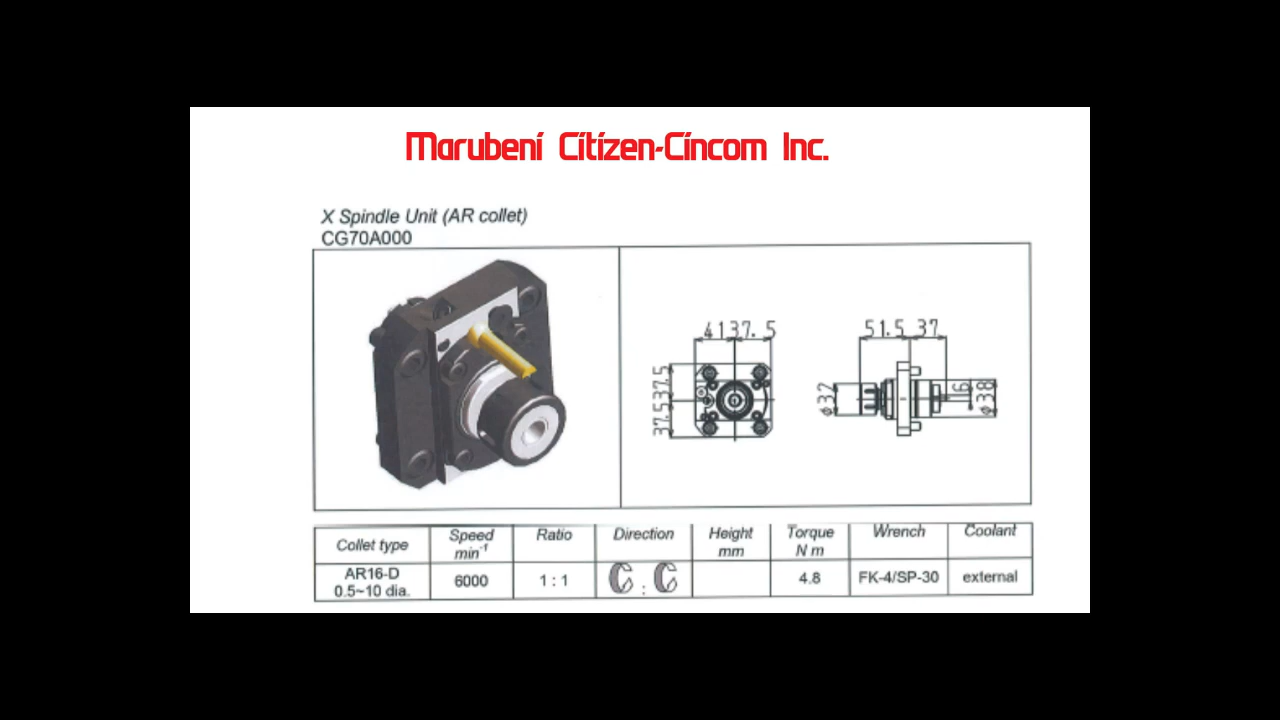 Marubeni Citizen-Cincom Inc.
X Spindle Unit (AR collet)
CG70A000
41 37.5
51.5 37
37.5 37.5
ø37
16
ø38
Collet type
Speed
min-1
Ratio
Direction
Height
mm
Torque
N m
Wrench
Coolant
AR16-D
0.5~10 dia.
6000
1 : 1
:
4.8
FK-4/SP-30
external